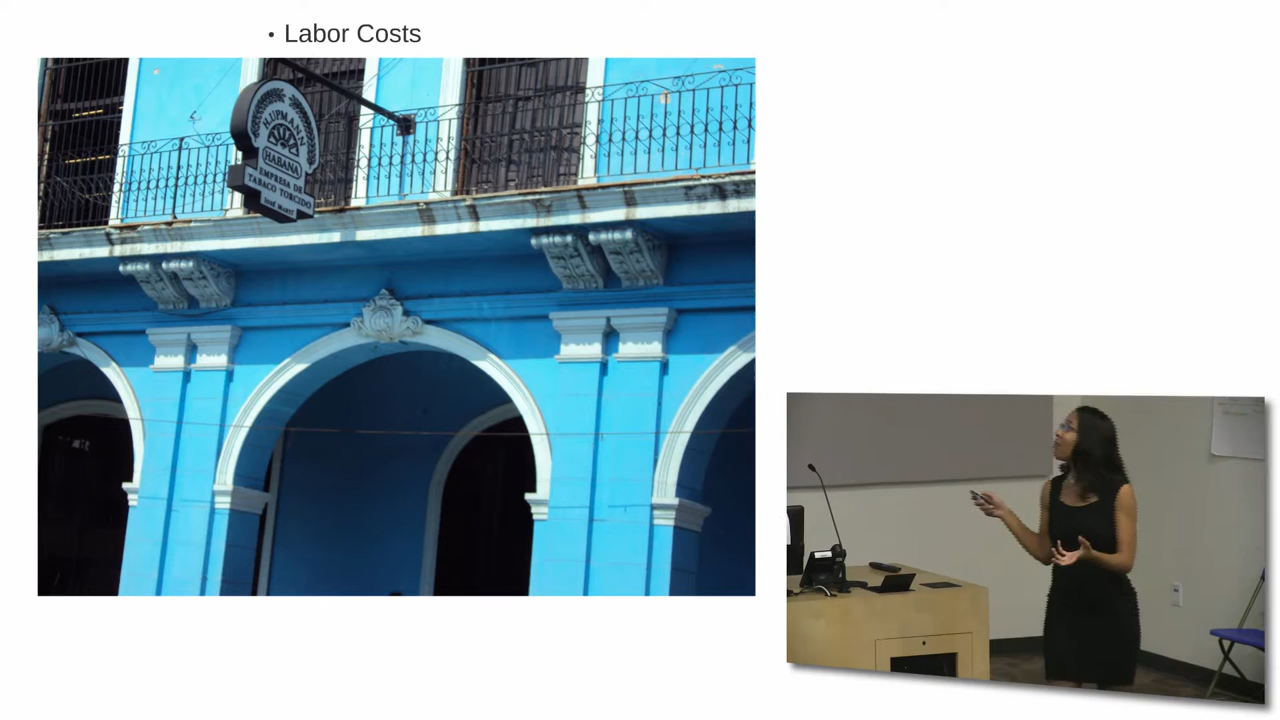 • Labor Costs
H.UPMANN
HABANA
EMPRESA DE
TABACO TORCIDO
José Martí